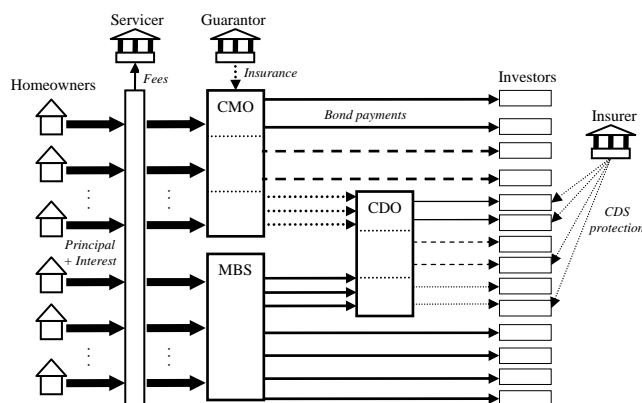 Servicer
Guarantor
Fees
Insurance
Homeowners
Investors
CMO
Bond payments
Insurer
CDO
CDS
protection
Principal
+ Interest
MBS